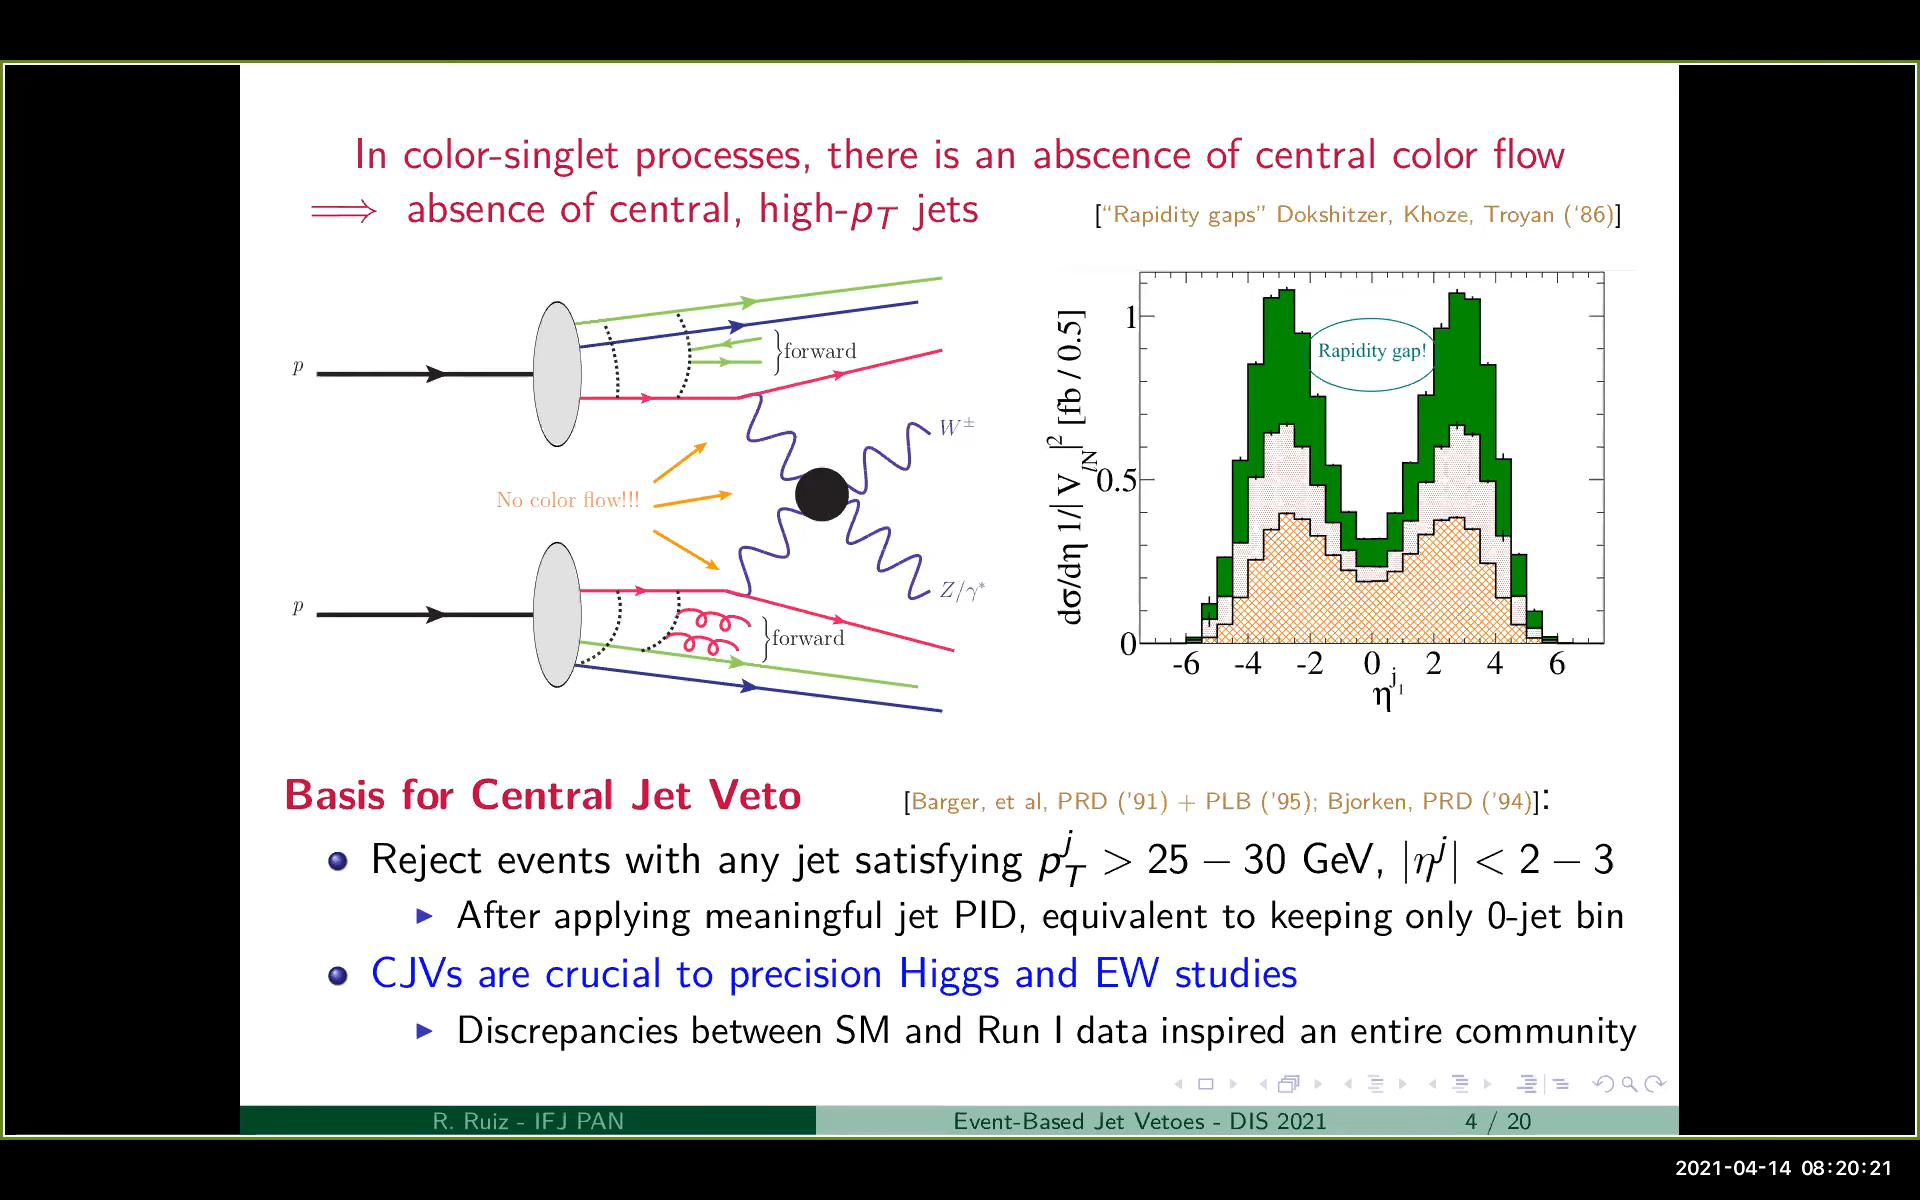 In color-singlet processes, there is an abscence of central color flow
⟹ absence of central, high-p_T jets
["Rapidity gaps" Dokshitzer, Khoze, Troyan ('86)]
p
}forward
W±
No color flow!!!
Z/γ*
p
}forward
dσ/dη 1/|V_lN|² [fb / 0.5]
1
0.5
0
Rapidity gap!
-6 -4 -2 0 2 4 6
η^j₁
Basis for Central Jet Veto
[Barger, et al, PRD ('91) + PLB ('95); Bjorken, PRD ('94)]:
Reject events with any jet satisfying p_T^j > 25 − 30 GeV, |η^j| < 2 − 3
After applying meaningful jet PID, equivalent to keeping only 0-jet bin
CJVs are crucial to precision Higgs and EW studies
Discrepancies between SM and Run I data inspired an entire community
R. Ruiz - IFJ PAN
Event-Based Jet Vetoes - DIS 2021
4 / 20
2021-04-14 08:20:21